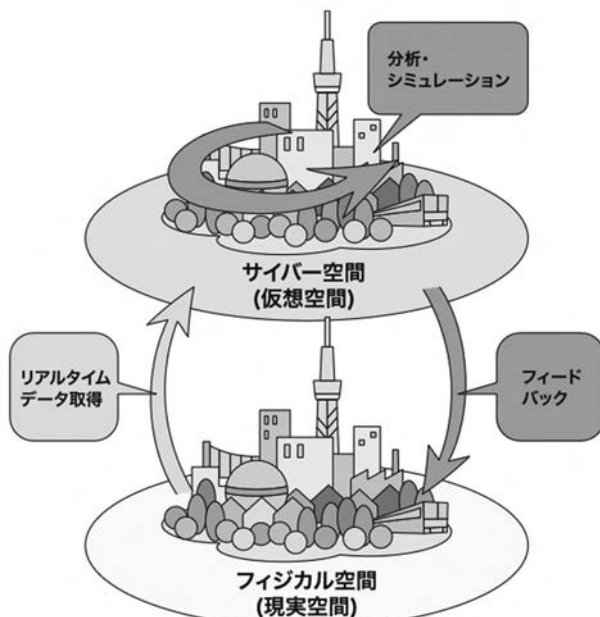 分析・
シミュレーション
サイバー空間
(仮想空間)
リアルタイム
データ取得
フィード
バック
フィジカル空間
(現実空間)